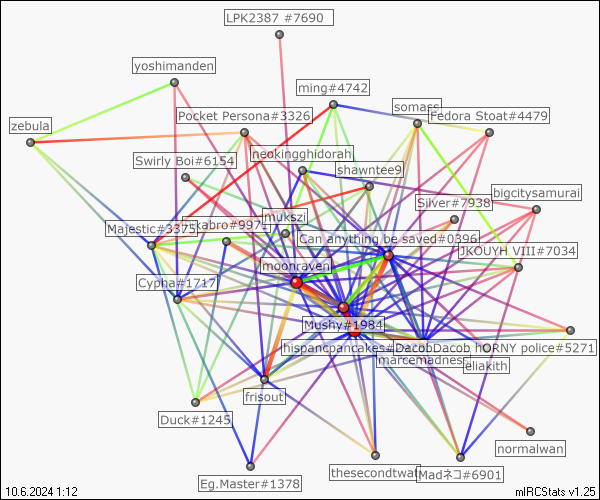 LPK2387 #7690
yoshimanden
ming#4742
somass
Pocket Persona#3326
Fedora Stoat#4479
zebula
neokingghidorah
Swirly Boi#6154
shawntee9
bigcitysamurai
Silver#7938
mukszi
Majestic#3375
kabro#9971
Can anything be saved#0396
JKOUYH VIII#7034
moonraven
Cypha#1717
Mushy#1984
hispancpancakes#
DacobDacob
hORNY police#5271
marcemadness
eliakith
frisout
Duck#1245
normalwan
thesecondtwat
Madネコ#6901
Eg.Master#1378
10.6.2024 1:12
mIRCStats v1.25